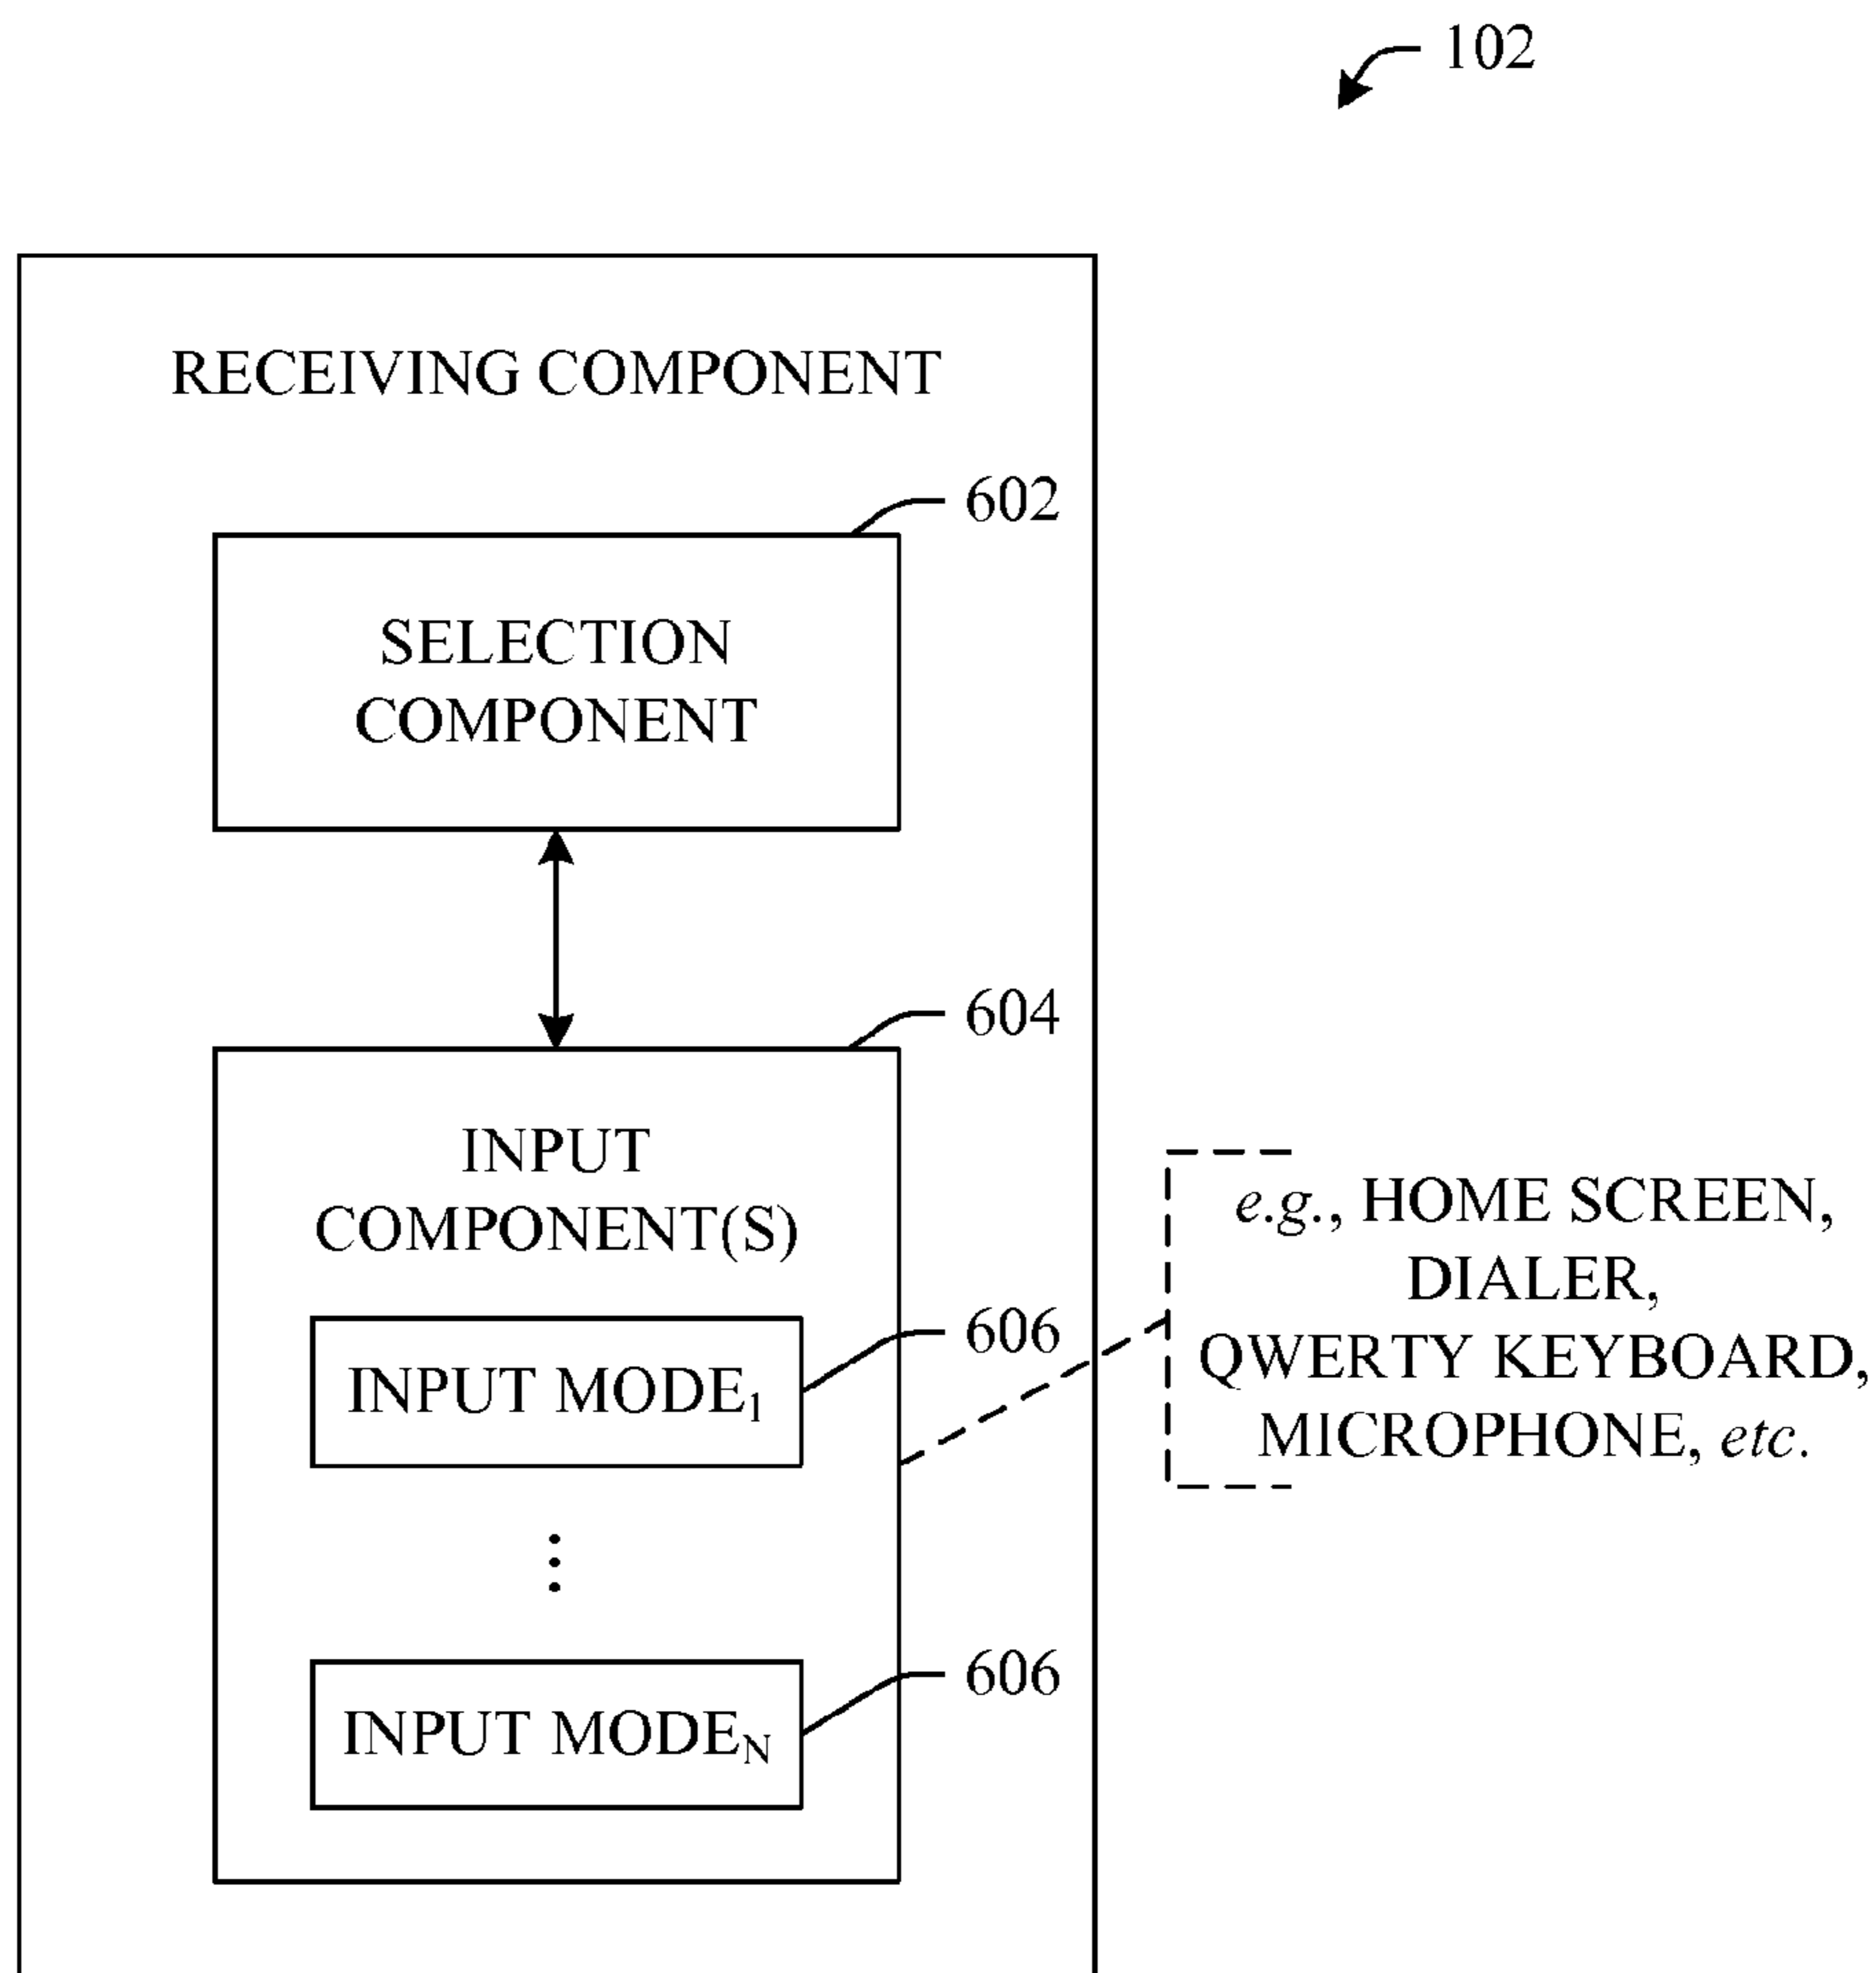 102
RECEIVING COMPONENT
602
SELECTION
COMPONENT
604
INPUT
COMPONENT(S)
606
INPUT MODE₁
606
INPUT MODE_N
e.g., HOME SCREEN,
DIALER,
QWERTY KEYBOARD,
MICROPHONE, etc.